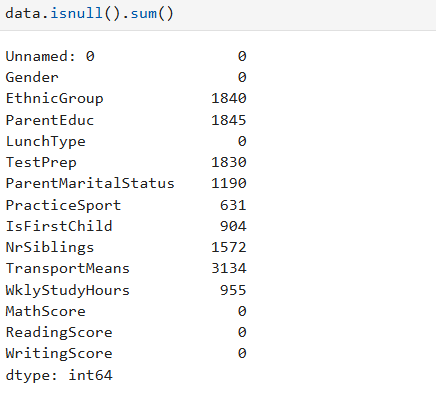 data.isnull().sum()
Unnamed: 0 0
Gender 0
EthnicGroup 1840
ParentEduc 1845
LunchType 0
TestPrep 1830
ParentMaritalStatus 1190
PracticeSport 631
IsFirstChild 904
NrSiblings 1572
TransportMeans 3134
WklyStudyHours 955
MathScore 0
ReadingScore 0
WritingScore 0
dtype: int64